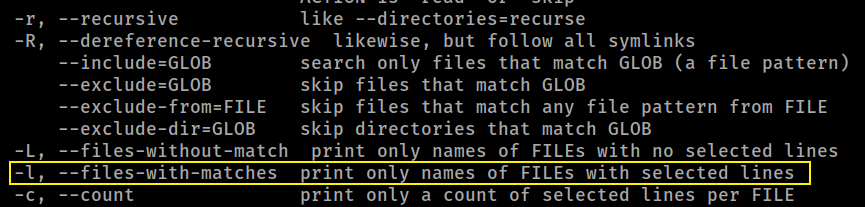 -r, --recursive           like --directories=recurse
-R, --dereference-recursive  likewise, but follow all symlinks
    --include=GLOB        search only files that match GLOB (a file pattern)
    --exclude=GLOB        skip files that match GLOB
    --exclude-from=FILE   skip files that match any file pattern from FILE
    --exclude-dir=GLOB    skip directories that match GLOB
-L, --files-without-match  print only names of FILEs with no selected lines
-l, --files-with-matches  print only names of FILEs with selected lines
-c, --count               print only a count of selected lines per FILE